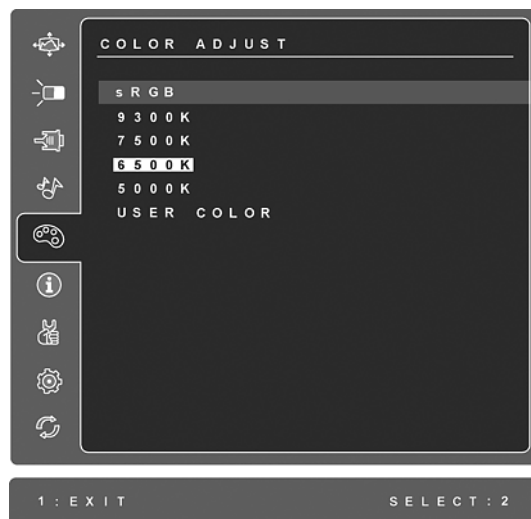 COLOR ADJUST
sRGB
9300K
7500K
6500K
5000K
USER COLOR
1:EXIT
SELECT:2